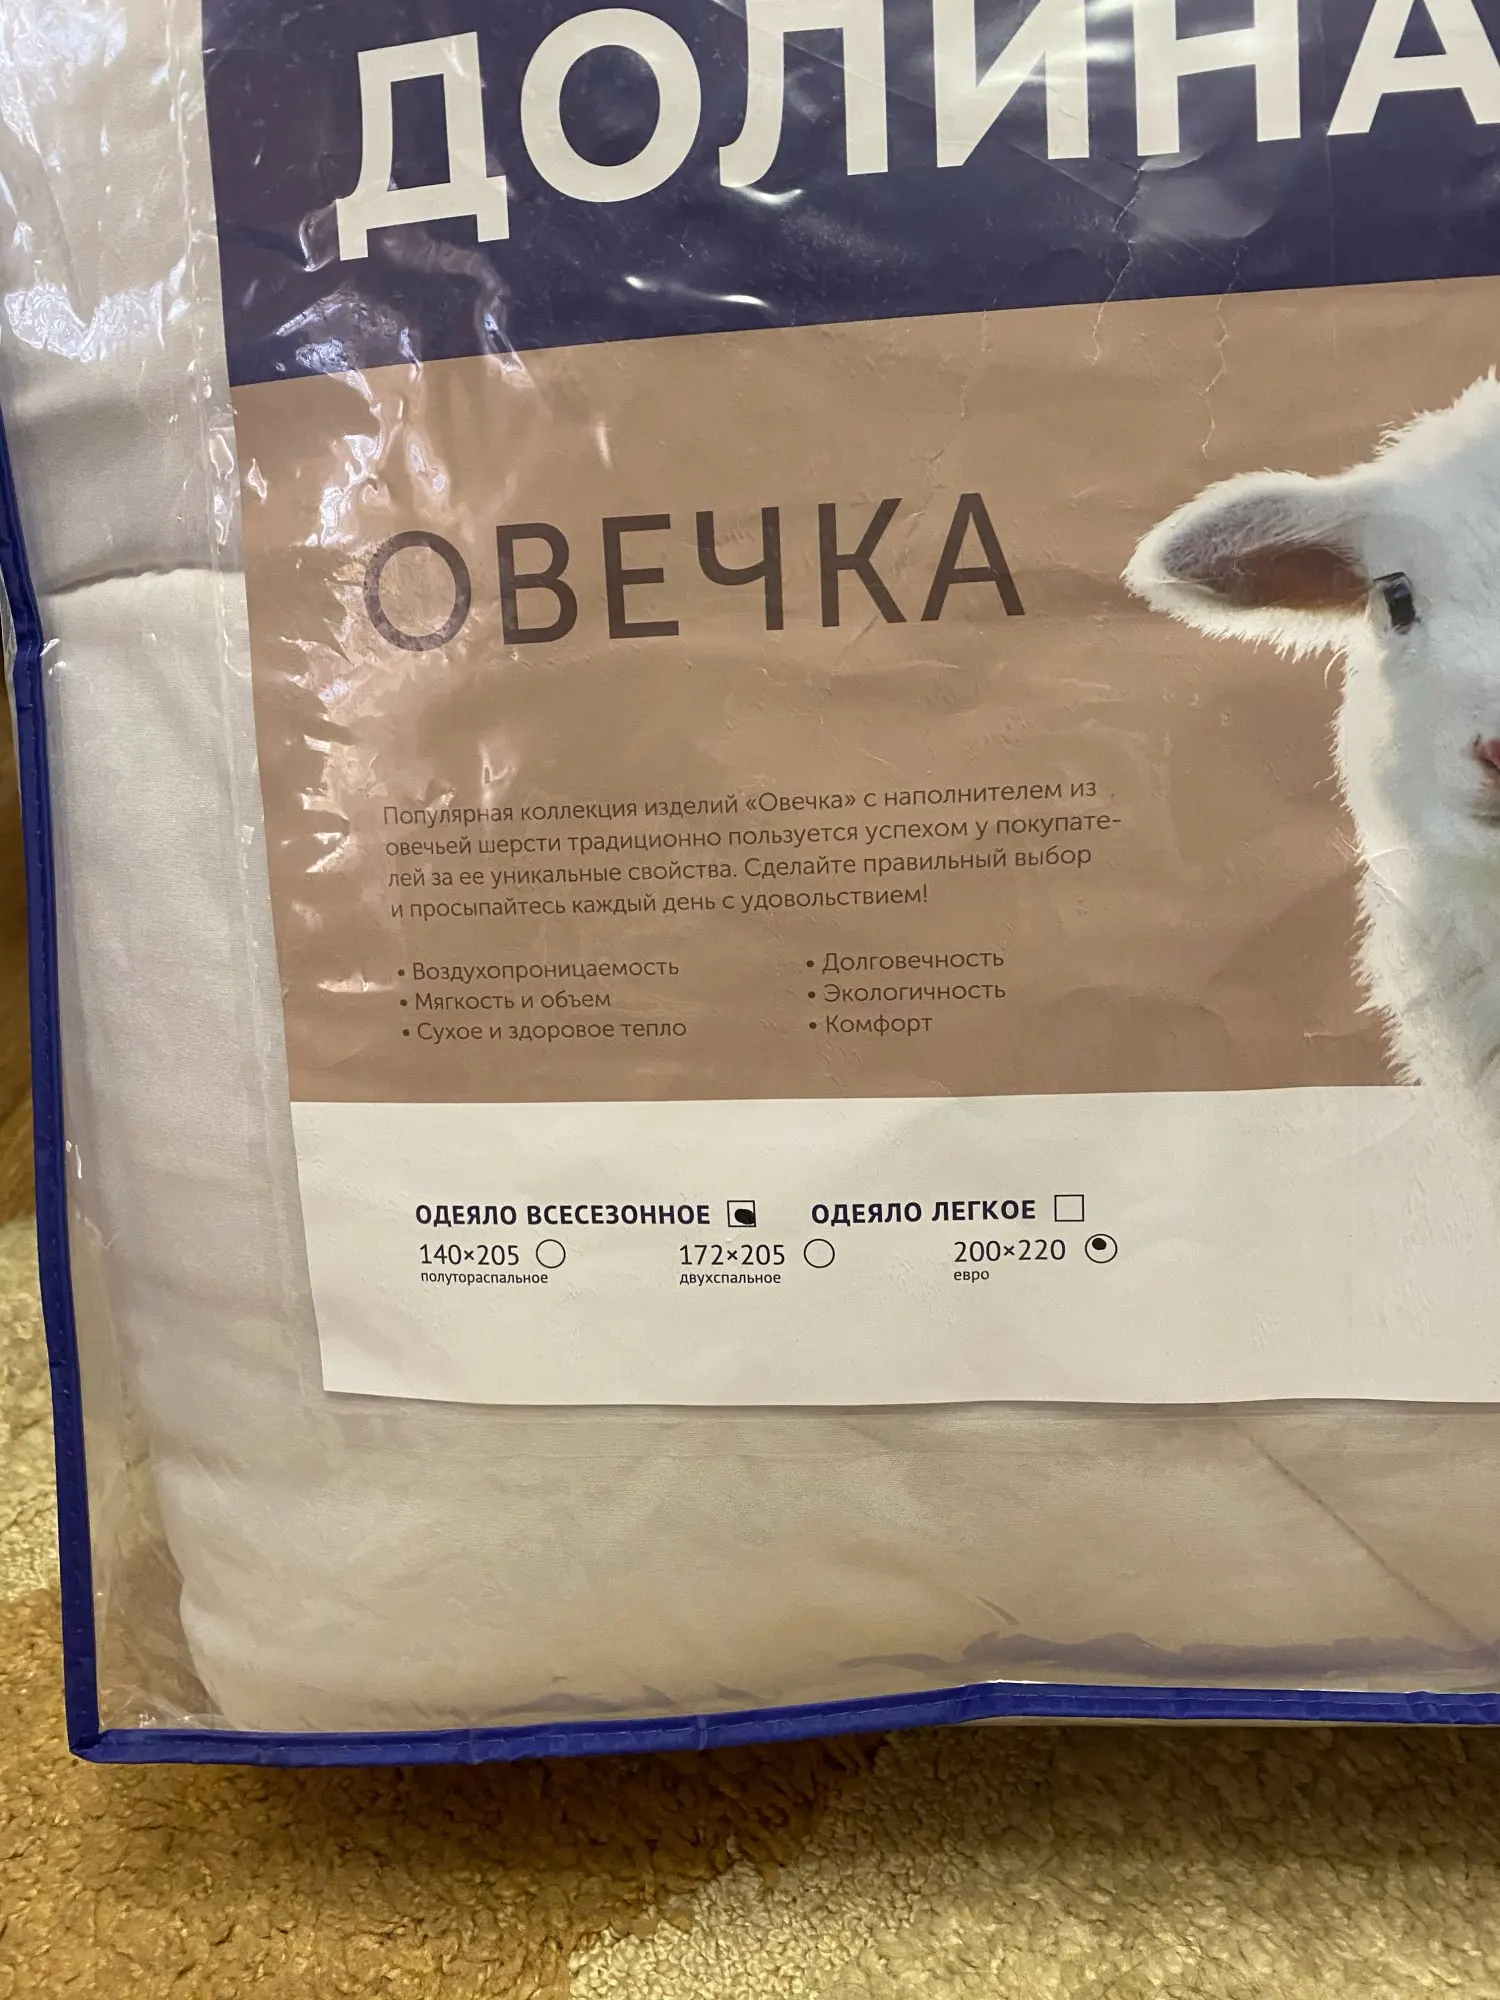 ДОЛИНА
ОВЕЧКА
Популярная коллекция изделий «Овечка» с наполнителем из
овечьей шерсти традиционно пользуется успехом у покупате-
лей за ее уникальные свойства. Сделайте правильный выбор
и просыпайтесь каждый день с удовольствием!
• Воздухопроницаемость
• Мягкость и объем
• Сухое и здоровое тепло
• Долговечность
• Экологичность
• Комфорт
ОДЕЯЛО ВСЕСЕЗОННОЕ ОДЕЯЛО ЛЕГКОЕ
140×205 172×205 200×220
полутораспальное двухспальное евро